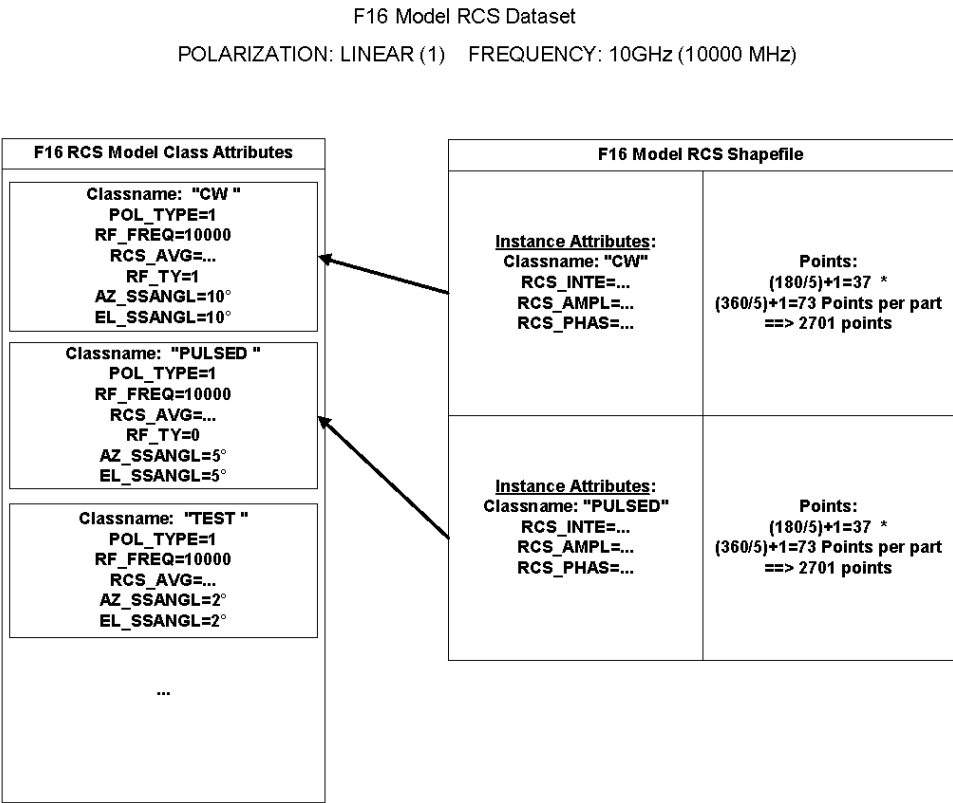 F16 Model RCS Dataset
POLARIZATION: LINEAR (1)    FREQUENCY: 10GHz (10000 MHz)
F16 RCS Model Class Attributes
Classname:  "CW "
POL_TYPE=1
RF_FREQ=10000
RCS_AVG=...
RF_TY=1
AZ_SSANGL=10°
EL_SSANGL=10°
Classname:  "PULSED "
POL_TYPE=1
RF_FREQ=10000
RCS_AVG=...
RF_TY=0
AZ_SSANGL=5°
EL_SSANGL=5°
Classname:  "TEST "
POL_TYPE=1
RF_FREQ=10000
RCS_AVG=...
AZ_SSANGL=2°
EL_SSANGL=2°
...
F16 Model RCS Shapefile
Instance Attributes:
Classname: "CW"
RCS_INTE=...
RCS_AMPL=...
RCS_PHAS=...
Points:
(180/5)+1=37  *
(360/5)+1=73 Points per part
==> 2701 points
Instance Attributes:
Classname: "PULSED"
RCS_INTE=...
RCS_AMPL=...
RCS_PHAS=...
Points:
(180/5)+1=37  *
(360/5)+1=73 Points per part
==> 2701 points